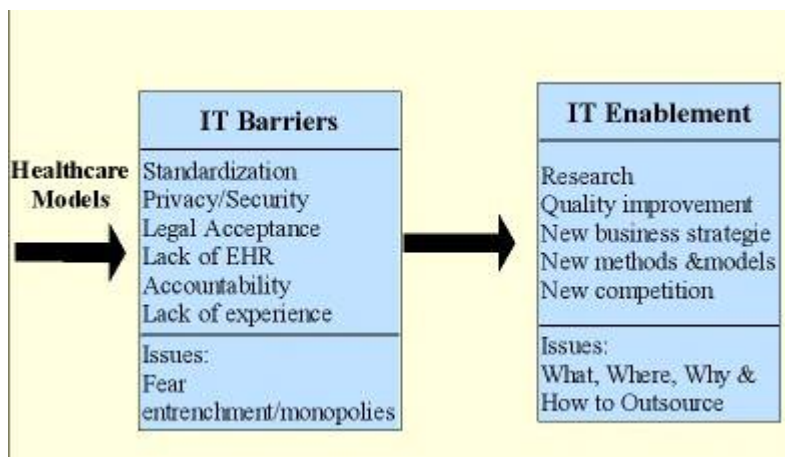 Healthcare
Models
IT Barriers
Standardization
Privacy/Security
Legal Acceptance
Lack of EHR
Accountability
Lack of experience
Issues:
Fear
entrenchment/monopolies
IT Enablement
Research
Quality improvement
New business strategie
New methods &models
New competition
Issues:
What, Where, Why &
How to Outsource